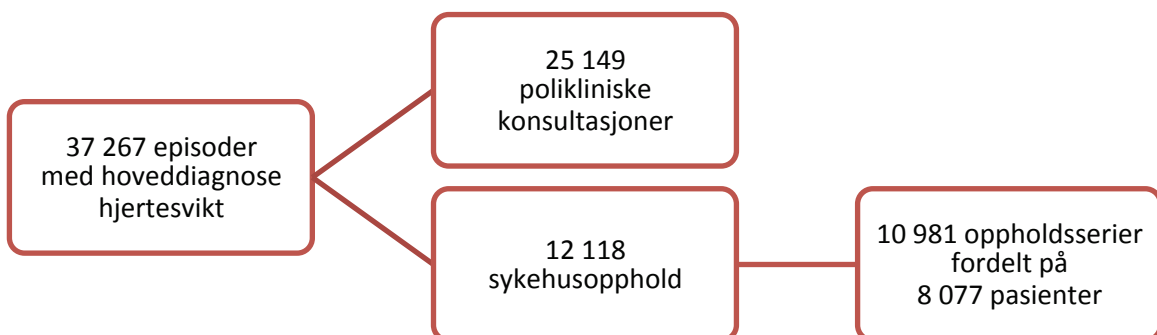 37 267 episoder
med hoveddiagnose
hjertesvikt
25 149
polikliniske
konsultasjoner
12 118
sykehusopphold
10 981 oppholdsserier
fordelt på
8 077 pasienter